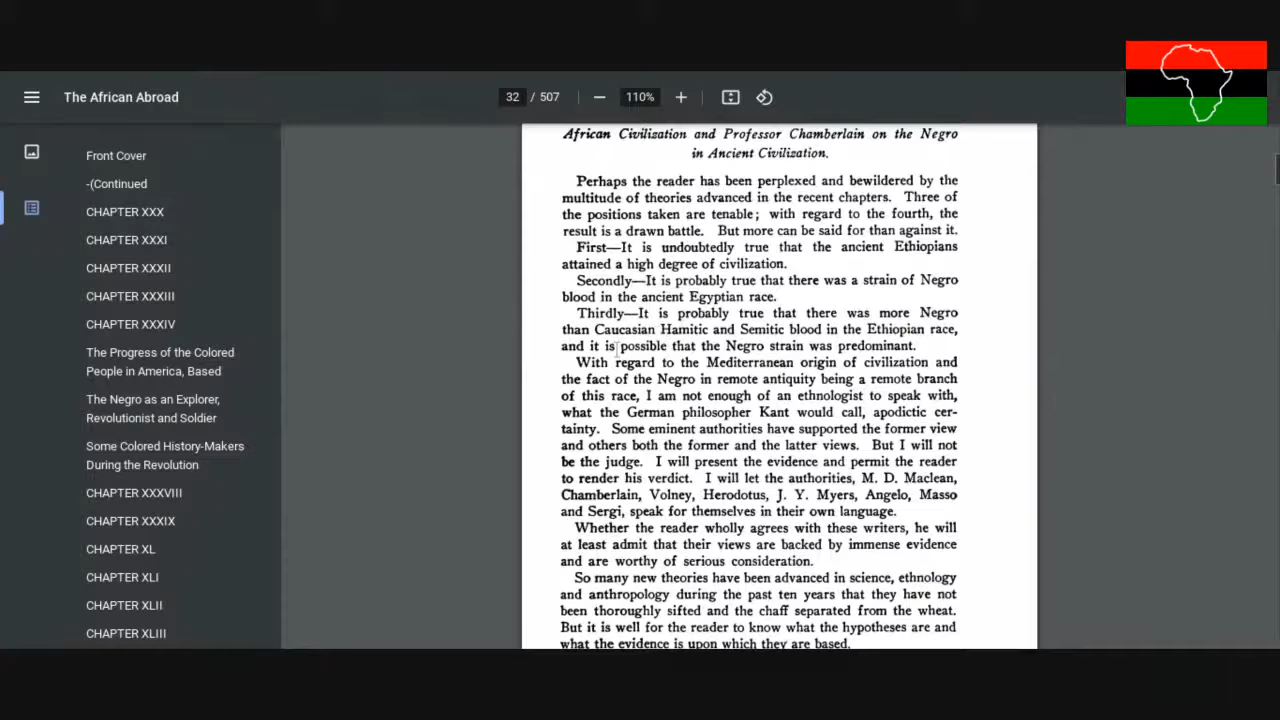 The African Abroad
32 / 507
110%
Front Cover
-(Continued
CHAPTER XXX
CHAPTER XXXI
CHAPTER XXXII
CHAPTER XXXIII
CHAPTER XXXIV
The Progress of the Colored
People in America, Based
The Negro as an Explorer,
Revolutionist and Soldier
Some Colored History-Makers
During the Revolution
CHAPTER XXXVIII
CHAPTER XXXIX
CHAPTER XL
CHAPTER XLI
CHAPTER XLII
CHAPTER XLIII
African Civilization and Professor Chamberlain on the Negro
in Ancient Civilization.
Perhaps the reader has been perplexed and bewildered by the
multitude of theories advanced in the recent chapters. Three of
the positions taken are tenable; with regard to the fourth, the
result is a drawn battle. But more can be said for than against it.
First—It is undoubtedly true that the ancient Ethiopians
attained a high degree of civilization.
Secondly—It is probably true that there was a strain of Negro
blood in the ancient Egyptian race.
Thirdly—It is probably true that there was more Negro
than Caucasian Hamitic and Semitic blood in the Ethiopian race,
and it is possible that the Negro strain was predominant.
With regard to the Mediterranean origin of civilization and
the fact of the Negro in remote antiquity being a remote branch
of this race, I am not enough of an ethnologist to speak with,
what the German philosopher Kant would call, apodictic cer-
tainty. Some eminent authorities have supported the former view
and others both the former and the latter views. But I will not
be the judge. I will present the evidence and permit the reader
to render his verdict. I will let the authorities, M. D. Maclean,
Chamberlain, Volney, Herodotus, J. Y. Myers, Angelo, Masso
and Sergi, speak for themselves in their own language.
Whether the reader wholly agrees with these writers, he will
at least admit that their views are backed by immense evidence
and are worthy of serious consideration.
So many new theories have been advanced in science, ethnology
and anthropology during the past ten years that they have not
been thoroughly sifted and the chaff separated from the wheat.
But it is well for the reader to know what the hypotheses are and
what the evidence is upon which they are based.